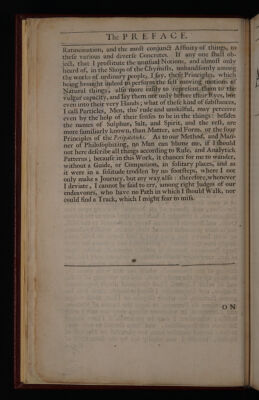 The PREFACE.
Ratiocination, and the most conjunct Affinity of things, to
these various and diverse Concretes. If any one shall ob-
ject, that I prostitute the unusual Notions, and almost only
heard of, in the Shops of the Chymists, unhandsomly among
the works of ordinary people, I say, these Principles, which
being brought indeed to perform the felt moving motions of
Natural things, also more easily to represent them to the
vulgar capacity, and lay them not only before their Eyes, but
even into their very Hands; what of these kind of substances,
I call Particles, Men, tho' rude and unskilful, may perceive
even by the help of their senses to be in the things: besides
the names of Sulphur, Salt, and Spirit, and the rest, are
more familiarly known, than Matter, and Form, or the four
Principles of the Peripateticks. As to our Method, and Man-
ner of Philosophizing, no Man can blame me, if I should
not here describe all things according to Rule, and Analytick
Patterns; because in this Work, it chances for me to wander,
without a Guide, or Companion, in solitary places, and as
it were in a solitude trodden by no footsteps, where I not
only make a Journey, but my way also: therefore, whenever
I deviate, I cannot be said to err, among right Judges of our
endeavours, who have no Path in which I should Walk, nor
could find a Track, which I might fear to miss.
ON